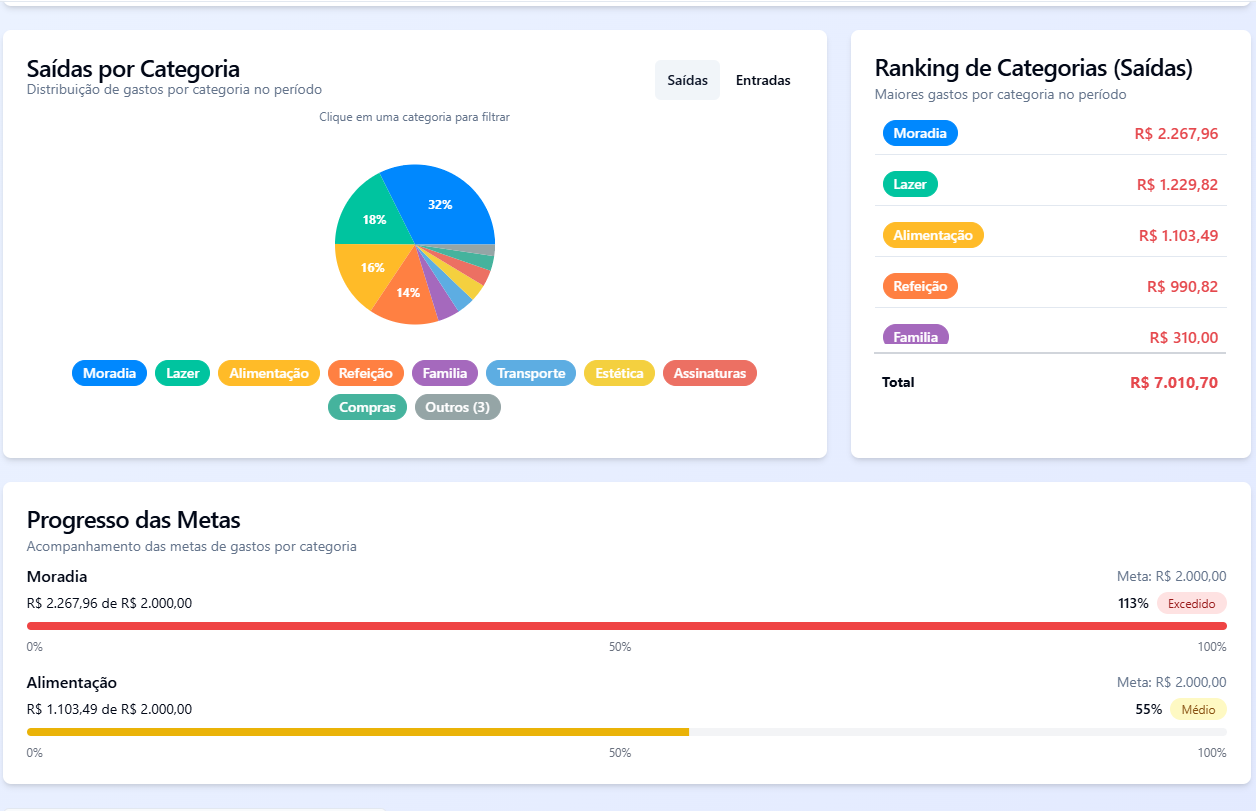 Saídas por Categoria
Distribuição de gastos por categoria no período
Saídas
Entradas
Clique em uma categoria para filtrar
32%
18%
16%
14%
Moradia
Lazer
Alimentação
Refeição
Familia
Transporte
Estética
Assinaturas
Compras
Outros (3)
Ranking de Categorias (Saídas)
Maiores gastos por categoria no período
Moradia R$ 2.267,96
Lazer R$ 1.229,82
Alimentação R$ 1.103,49
Refeição R$ 990,82
Familia R$ 310,00
Total R$ 7.010,70
Progresso das Metas
Acompanhamento das metas de gastos por categoria
Moradia Meta: R$ 2.000,00
R$ 2.267,96 de R$ 2.000,00 113% Excedido
0% 50% 100%
Alimentação Meta: R$ 2.000,00
R$ 1.103,49 de R$ 2.000,00 55% Médio
0% 50% 100%